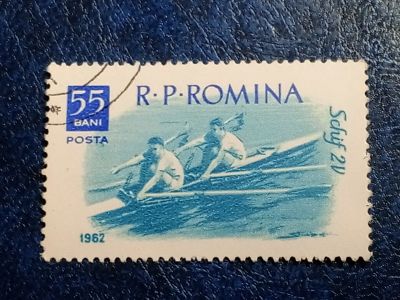 55
BANI
POSTA
R·P·ROMINA
Schif 2V
1962